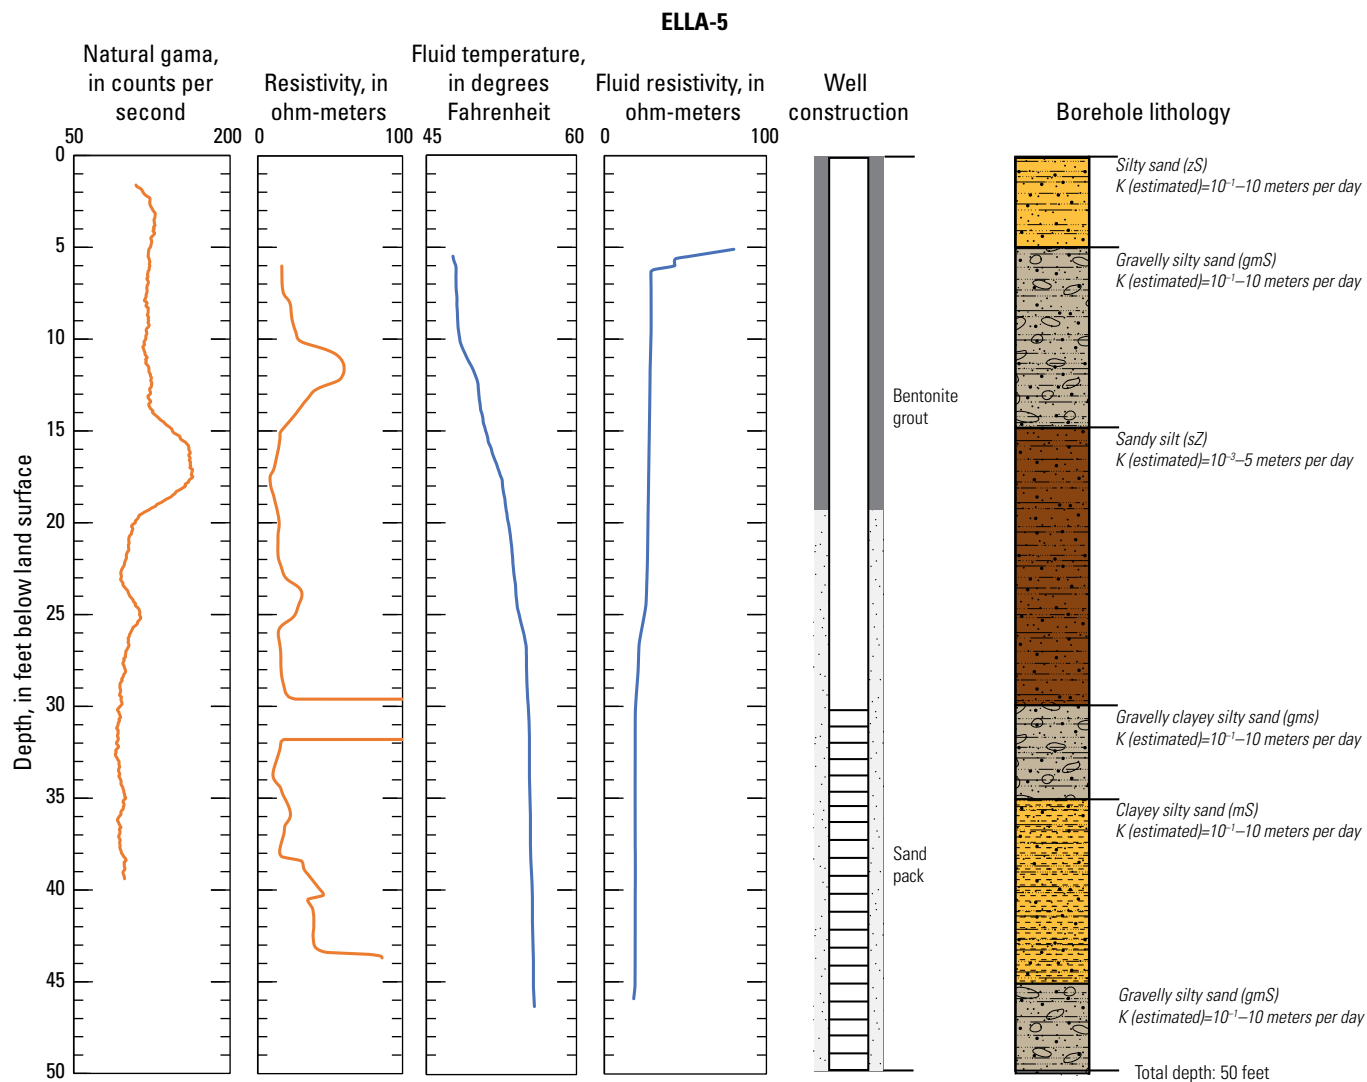 ELLA-5
Natural gama,
in counts per
second
Resistivity, in
ohm-meters
Fluid temperature,
in degrees
Fahrenheit
Fluid resistivity, in
ohm-meters
Well
construction
Borehole lithology
50 200
0 100
45 60
0 100
Depth, in feet below land surface
0
5
10
15
20
25
30
35
40
45
50
Bentonite
grout
Sand
pack
Silty sand (zS)
K (estimated)=10⁻¹–10 meters per day
Gravelly silty sand (gmS)
K (estimated)=10⁻¹–10 meters per day
Sandy silt (sZ)
K (estimated)=10⁻³–5 meters per day
Gravelly clayey silty sand (gms)
K (estimated)=10⁻¹–10 meters per day
Clayey silty sand (mS)
K (estimated)=10⁻¹–10 meters per day
Gravelly silty sand (gmS)
K (estimated)=10⁻¹–10 meters per day
Total depth: 50 feet